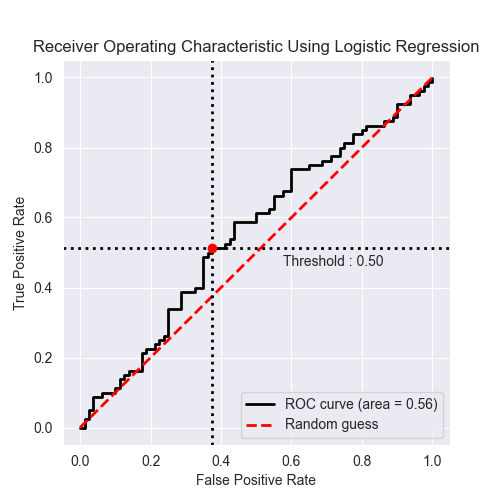 Receiver Operating Characteristic Using Logistic Regression
True Positive Rate
1.0
0.8
0.6
0.4
0.2
0.0
Threshold : 0.50
ROC curve (area = 0.56)
Random guess
0.0 0.2 0.4 0.6 0.8 1.0
False Positive Rate